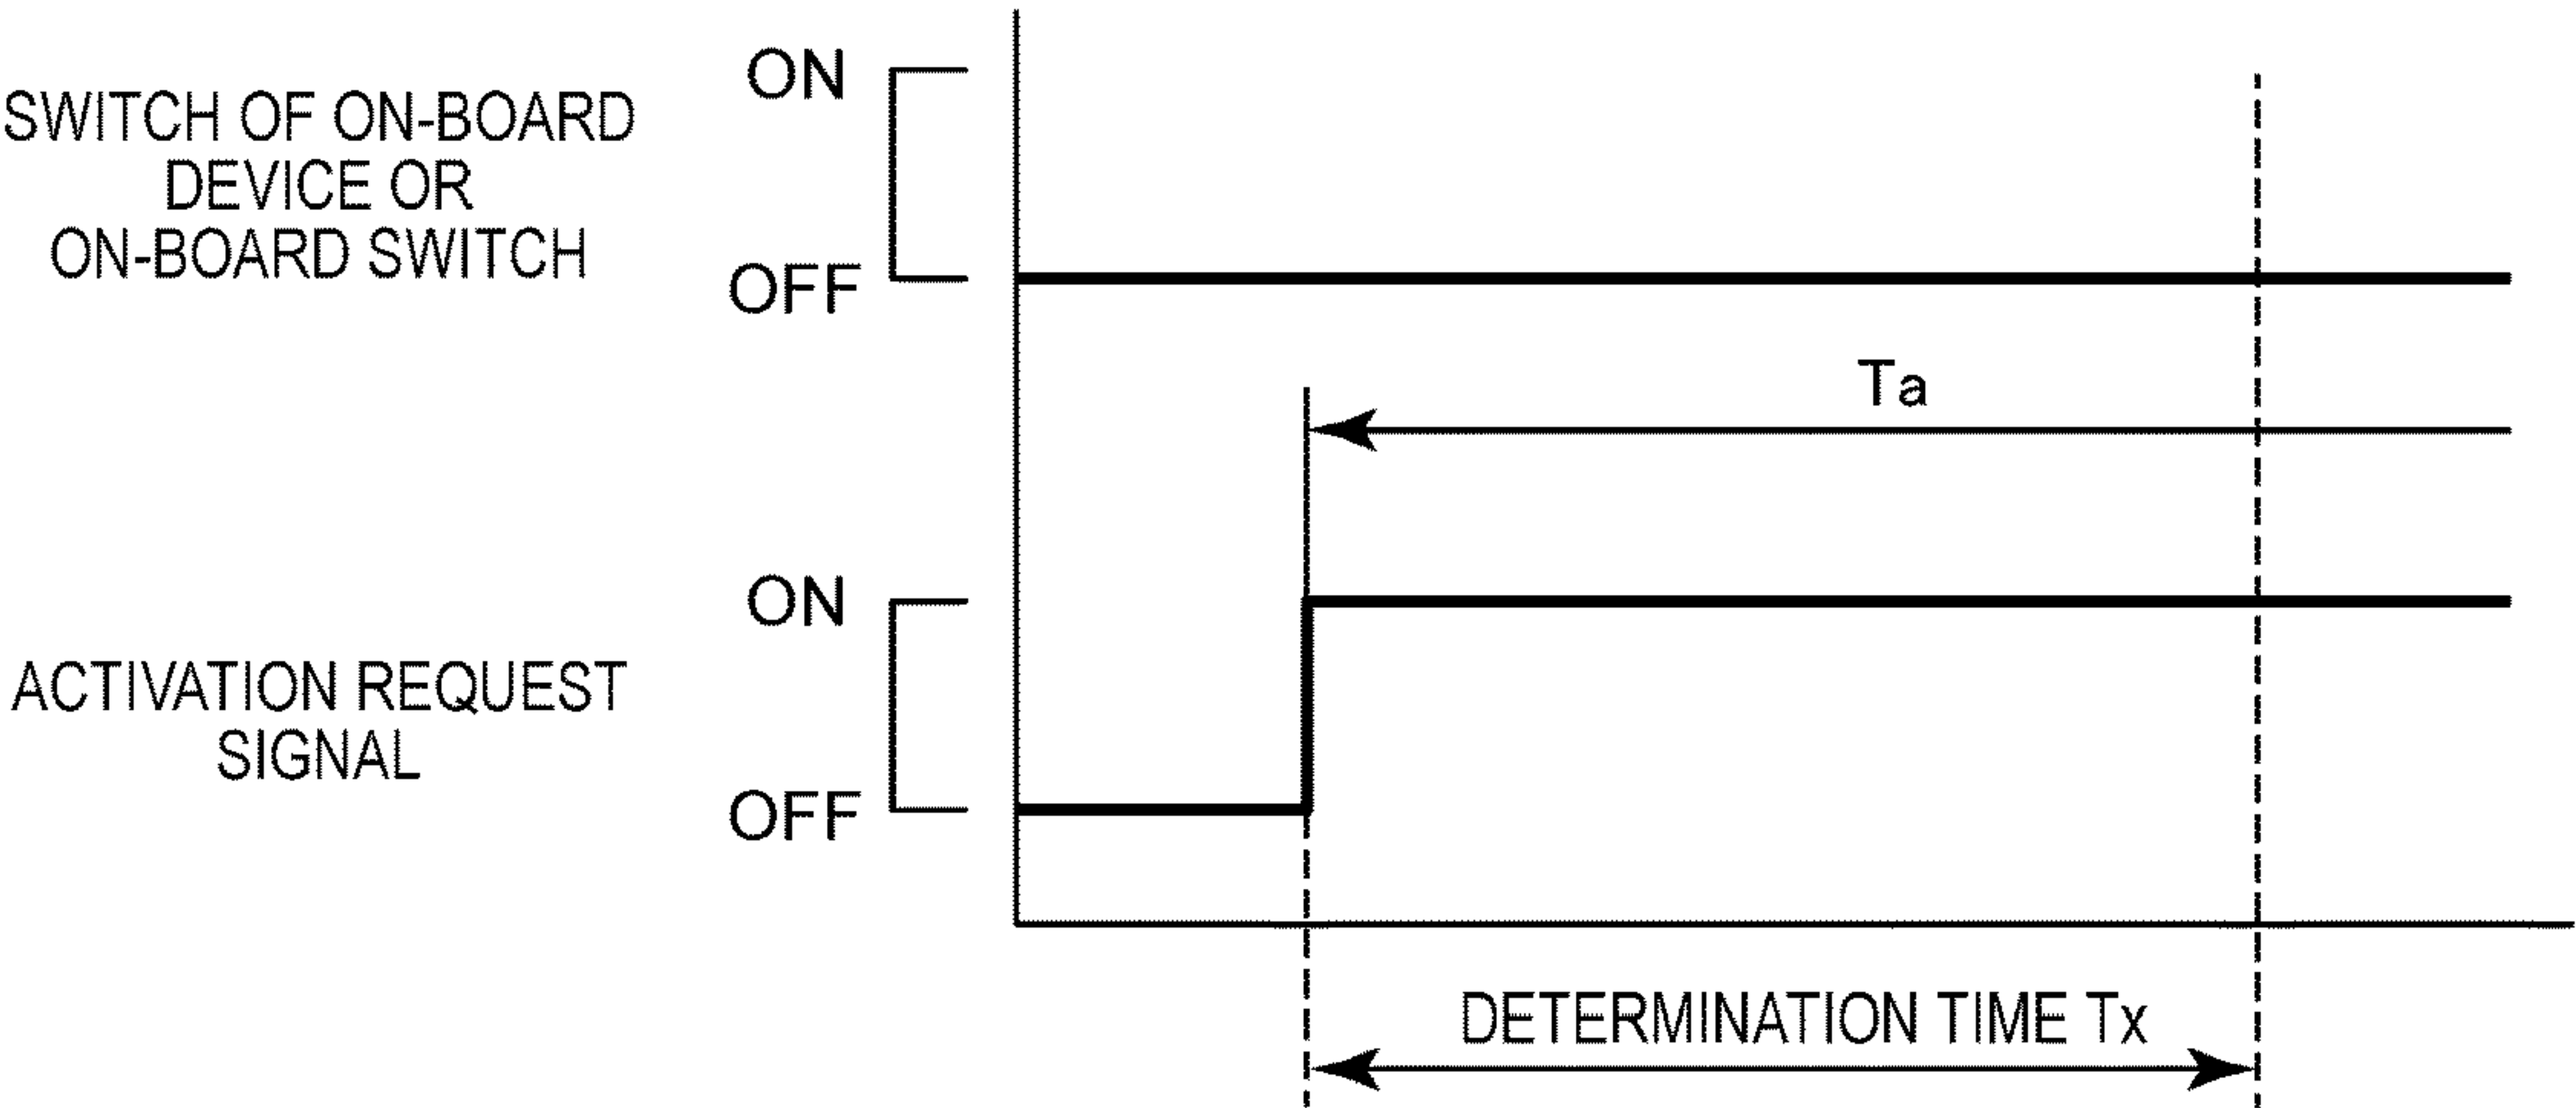 ON
SWITCH OF ON-BOARD
DEVICE OR
ON-BOARD SWITCH
OFF
Ta
ON
ACTIVATION REQUEST
SIGNAL
OFF
DETERMINATION TIME Tx